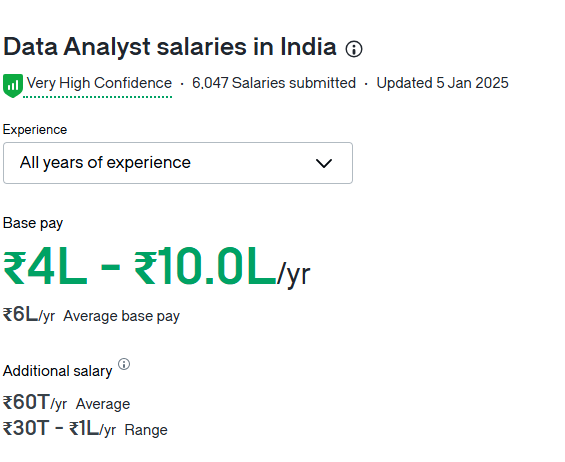 Data Analyst salaries in India
Very High Confidence · 6,047 Salaries submitted · Updated 5 Jan 2025
Experience
All years of experience
Base pay
₹4L - ₹10.0L/yr
₹6L/yr Average base pay
Additional salary
₹60T/yr Average
₹30T - ₹1L/yr Range